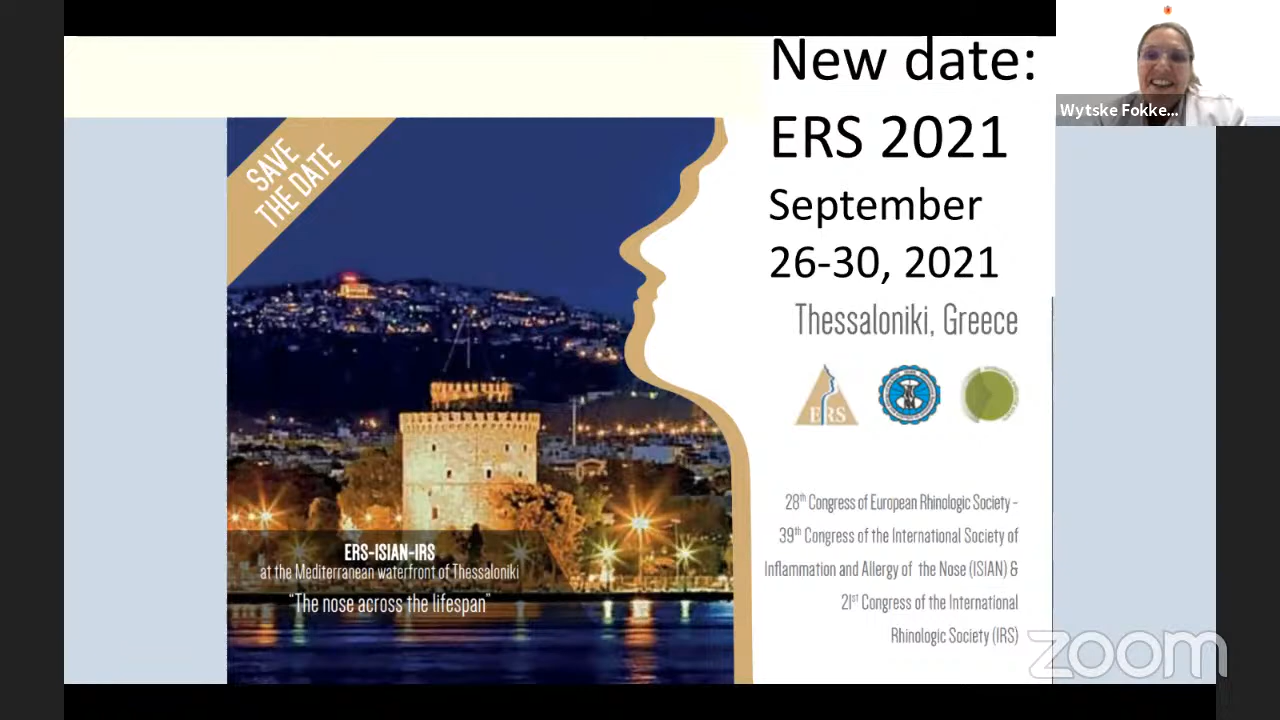 New date:
ERS 2021
September
26-30, 2021
Thessaloniki, Greece
Wytske Fokke...
SAVE
THE DATE
ERS
ERS-ISIAN-IRS
at the Mediterranean waterfront of Thessaloniki
"The nose across the lifespan"
28th Congress of European Rhinologic Society -
39th Congress of the International Society of
Inflammation and Allergy of the Nose (ISIAN) &
21st Congress of the International
Rhinologic Society (IRS)
zoom